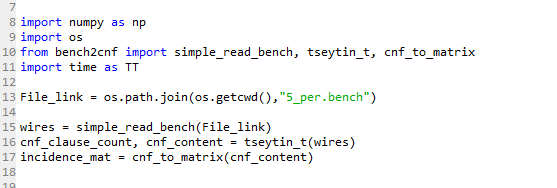 7
8 import numpy as np
9 import os
10 from bench2cnf import simple_read_bench, tseytin_t, cnf_to_matrix
11 import time as TT
12
13 File_link = os.path.join(os.getcwd(),"5_per.bench")
14
15 wires = simple_read_bench(File_link)
16 cnf_clause_count, cnf_content = tseytin_t(wires)
17 incidence_mat = cnf_to_matrix(cnf_content)
18
19